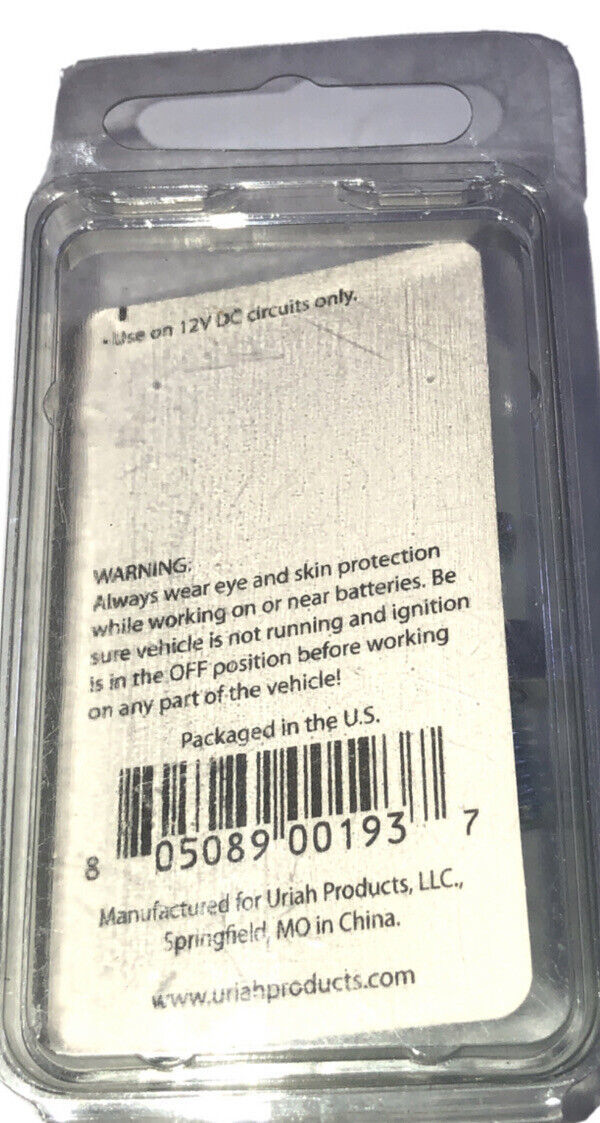 • Use on 12V DC circuits only.
WARNING:
Always wear eye and skin protection
while working on or near batteries. Be
sure vehicle is not running and ignition
is in the OFF position before working
on any part of the vehicle!
Packaged in the U.S.
8 05089 00193 7
Manufactured for Uriah Products, LLC.,
Springfield, MO in China.
www.uriahproducts.com